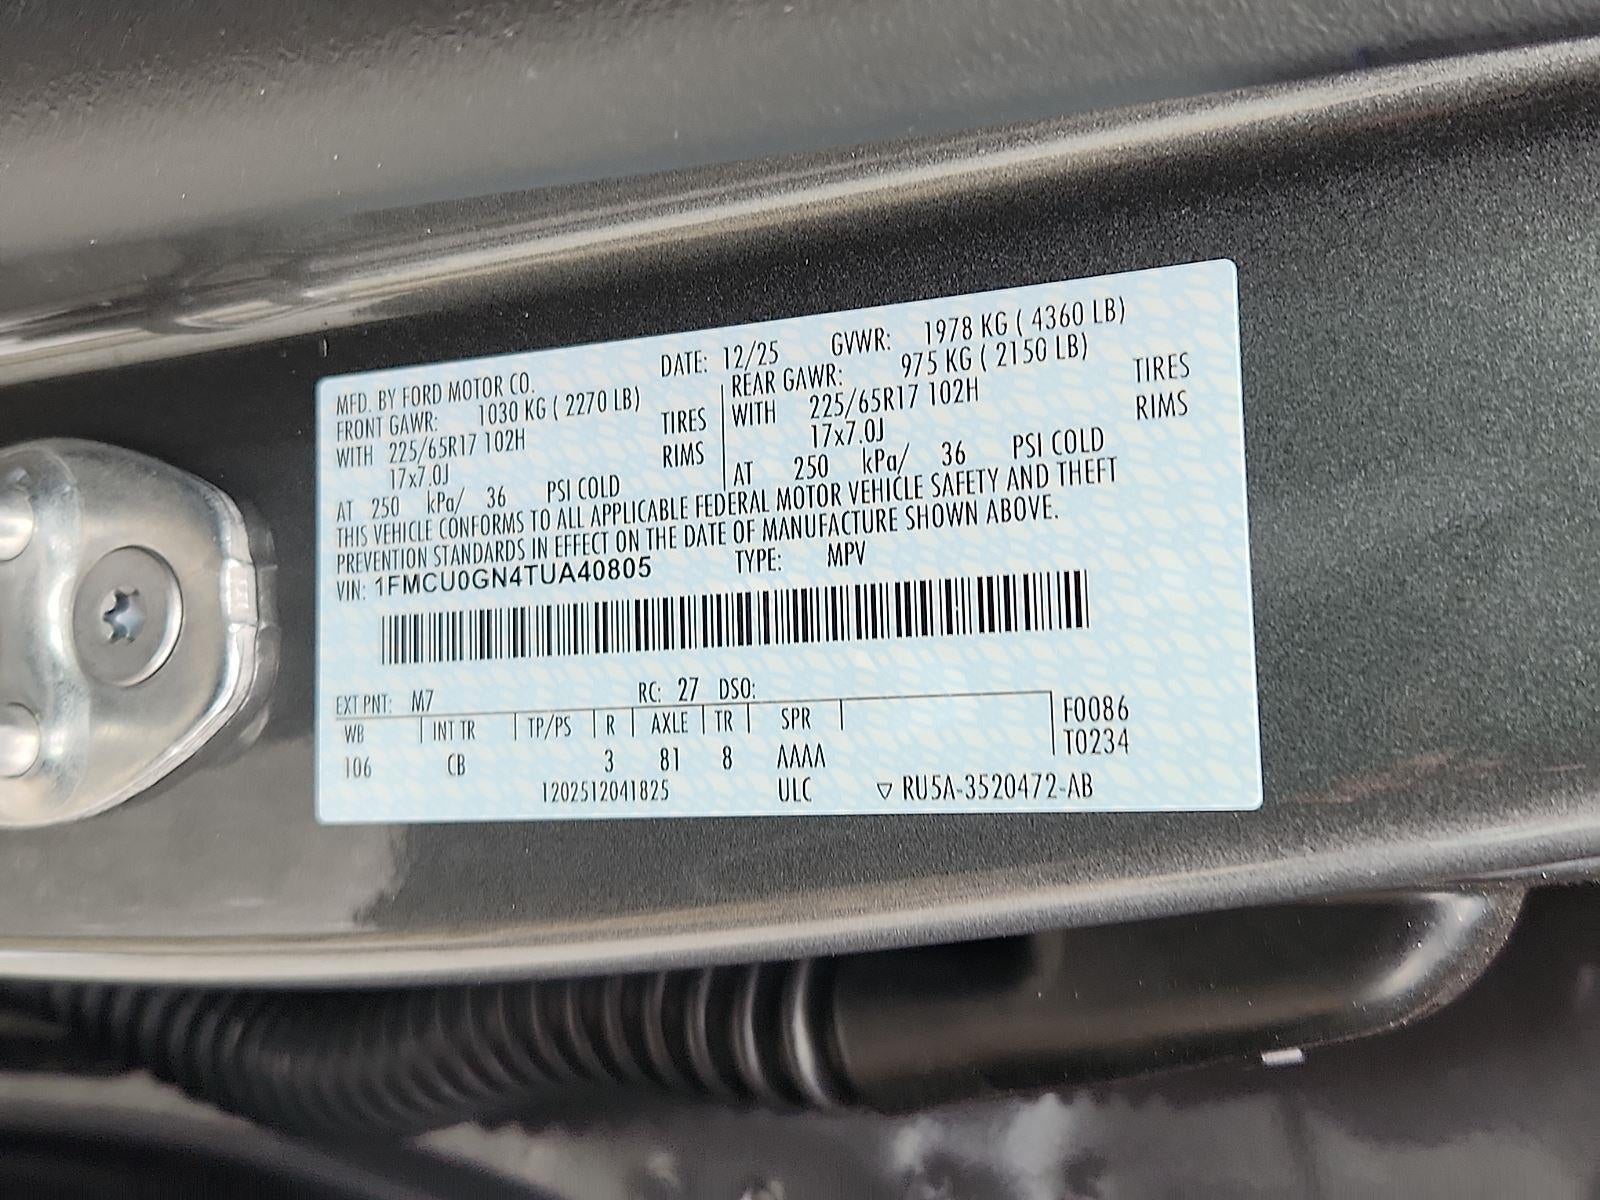 MFD. BY FORD MOTOR CO. DATE: 12/25 GVWR: 1978 KG ( 4360 LB)
FRONT GAWR: 1030 KG ( 2270 LB) REAR GAWR: 975 KG ( 2150 LB)
WITH 225/65R17 102H TIRES WITH 225/65R17 102H TIRES
17x7.0J RIMS 17x7.0J RIMS
AT 250 kPa/ 36 PSI COLD AT 250 kPa/ 36 PSI COLD
THIS VEHICLE CONFORMS TO ALL APPLICABLE FEDERAL MOTOR VEHICLE SAFETY AND THEFT
PREVENTION STANDARDS IN EFFECT ON THE DATE OF MANUFACTURE SHOWN ABOVE.
VIN: 1FMCU0GN4TUA40805 TYPE: MPV
EXT PNT: M7 RC: 27 DSO:
WB INT TR TP/PS R AXLE TR SPR F0086
106 CB 3 81 8 AAAA T0234
1202512041825 ULC ▽ RU5A-3520472-AB